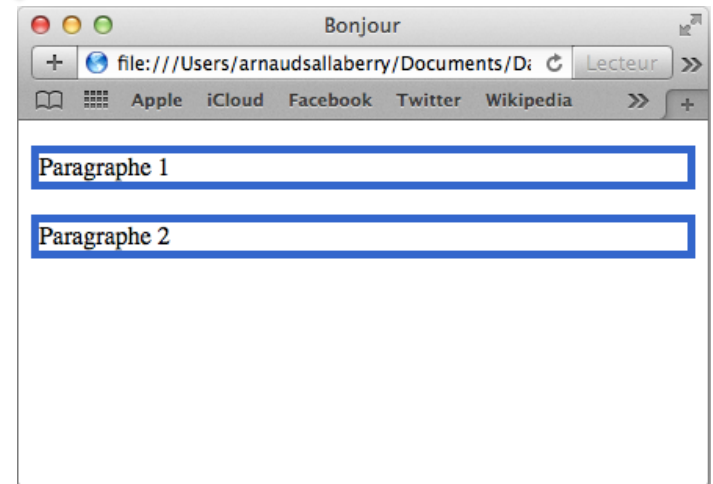 Bonjour
+ file:///Users/arnaudsallaberry/Documents/Da Lecteur »
Apple iCloud Facebook Twitter Wikipedia » +
Paragraphe 1
Paragraphe 2